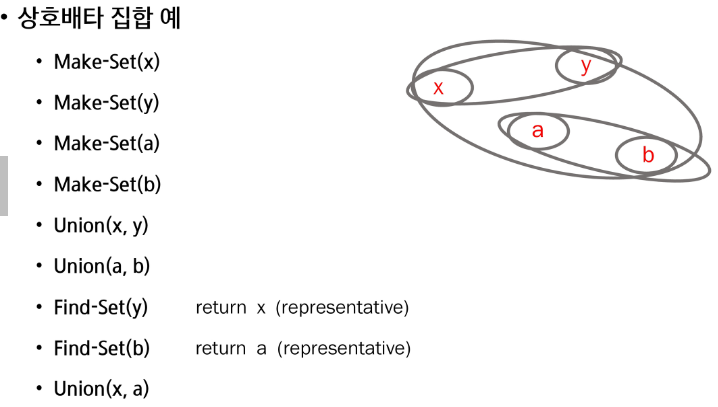 • 상호배타 집합 예
• Make-Set(x)
• Make-Set(y)
• Make-Set(a)
• Make-Set(b)
• Union(x, y)
• Union(a, b)
• Find-Set(y) return x (representative)
• Find-Set(b) return a (representative)
• Union(x, a)
x
y
a
b